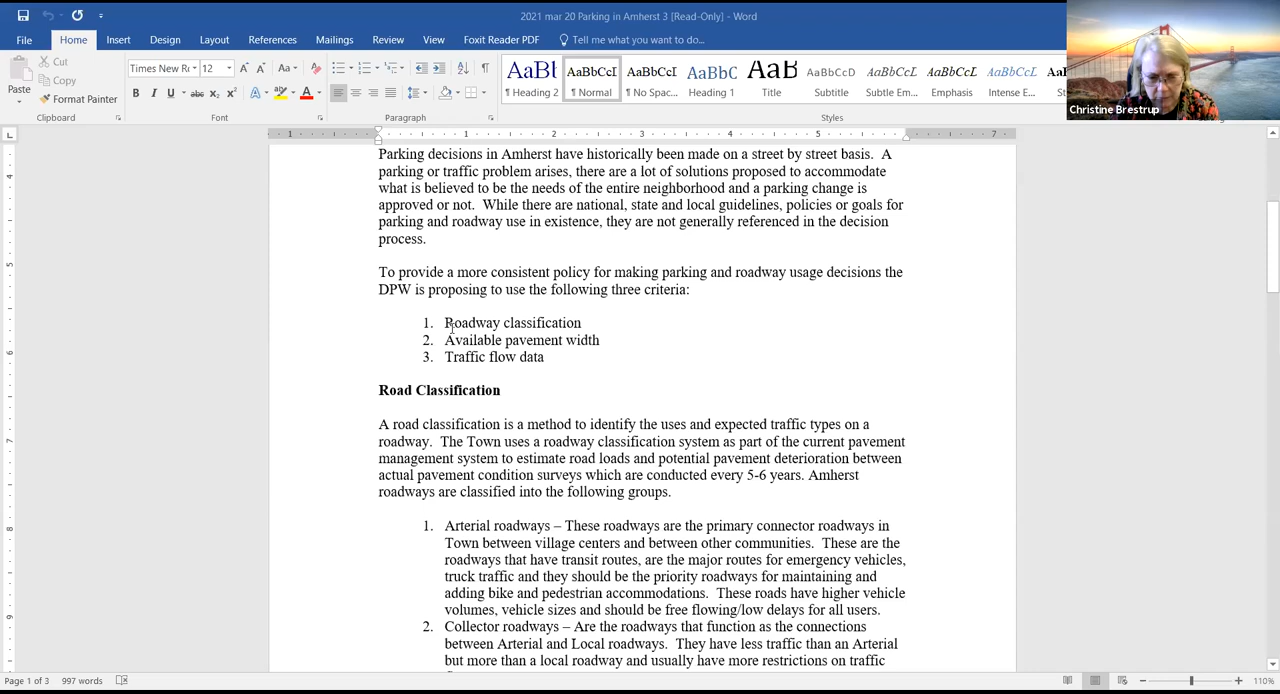 2021 mar 20 Parking in Amherst 3 [Read-Only] - Word
File Home Insert Design Layout References Mailings Review View Foxit Reader PDF Tell me what you want to do...
Cut
Copy
Format Painter
Paste
Times New Ro 12
Aa
B I U abc X₂ X² A A
AaBbC AaBbCcI AaBbCcI AaBbC AaB AaBbCcD AaBbCcL AaBbCcL AaBbCcL
¶ Heading 2 ¶ Normal ¶ No Spac... Heading 1 Title Subtitle Subtle Em... Emphasis Intense E...
Clipboard Font Paragraph Styles
Christine Brestrup
1 1 2 3 4 5 7
Parking decisions in Amherst have historically been made on a street by street basis. A
parking or traffic problem arises, there are a lot of solutions proposed to accommodate
what is believed to be the needs of the entire neighborhood and a parking change is
approved or not. While there are national, state and local guidelines, policies or goals for
parking and roadway use in existence, they are not generally referenced in the decision
process.
To provide a more consistent policy for making parking and roadway usage decisions the
DPW is proposing to use the following three criteria:
1. Roadway classification
2. Available pavement width
3. Traffic flow data
Road Classification
A road classification is a method to identify the uses and expected traffic types on a
roadway. The Town uses a roadway classification system as part of the current pavement
management system to estimate road loads and potential pavement deterioration between
actual pavement condition surveys which are conducted every 5-6 years. Amherst
roadways are classified into the following groups.
1. Arterial roadways – These roadways are the primary connector roadways in
Town between village centers and between other communities. These are the
roadways that have transit routes, are the major routes for emergency vehicles,
truck traffic and they should be the priority roadways for maintaining and
adding bike and pedestrian accommodations. These roads have higher vehicle
volumes, vehicle sizes and should be free flowing/low delays for all users.
2. Collector roadways – Are the roadways that function as the connections
between Arterial and Local roadways. They have less traffic than an Arterial
but more than a local roadway and usually have more restrictions on traffic
Page 1 of 3 997 words
110%